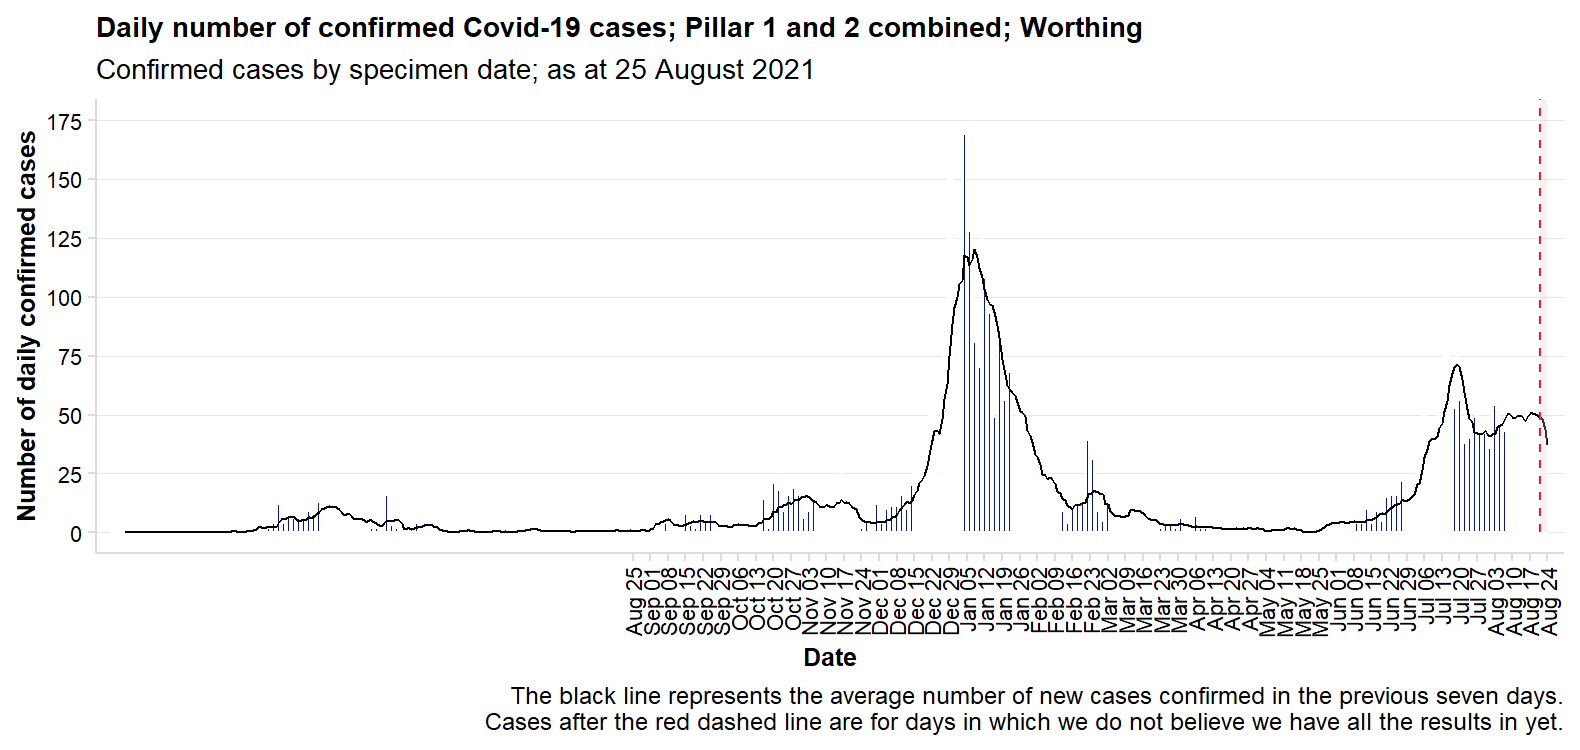 Daily number of confirmed Covid-19 cases; Pillar 1 and 2 combined; Worthing
Confirmed cases by specimen date; as at 25 August 2021
Number of daily confirmed cases
175
150
125
100
75
50
25
0
Aug 25
Sep 01
Sep 08
Sep 15
Sep 22
Sep 29
Oct 06
Oct 13
Oct 20
Oct 27
Nov 03
Nov 10
Nov 17
Nov 24
Dec 01
Dec 08
Dec 15
Dec 22
Dec 29
Jan 05
Jan 12
Jan 19
Jan 26
Feb 02
Feb 09
Feb 16
Feb 23
Mar 02
Mar 09
Mar 16
Mar 23
Mar 30
Apr 06
Apr 13
Apr 20
Apr 27
May 04
May 11
May 18
May 25
Jun 01
Jun 08
Jun 15
Jun 22
Jun 29
Jul 06
Jul 13
Jul 20
Jul 27
Aug 03
Aug 10
Aug 17
Aug 24
Date
The black line represents the average number of new cases confirmed in the previous seven days.
Cases after the red dashed line are for days in which we do not believe we have all the results in yet.